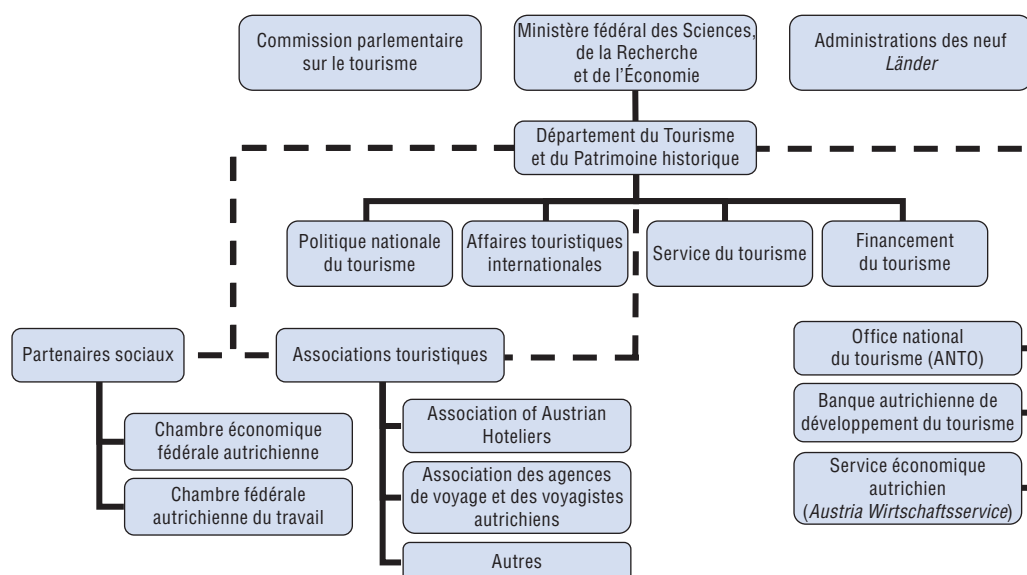 Commission parlementaire
sur le tourisme
Ministère fédéral des Sciences,
de la Recherche
et de l'Économie
Administrations des neuf
Länder
Département du Tourisme
et du Patrimoine historique
Politique nationale
du tourisme
Affaires touristiques
internationales
Service du tourisme
Financement
du tourisme
Partenaires sociaux
Associations touristiques
Office national
du tourisme (ANTO)
Banque autrichienne de
développement du tourisme
Service économique
autrichien
(Austria Wirtschaftsservice)
Chambre économique
fédérale autrichienne
Chambre fédérale
autrichienne du travail
Association of Austrian
Hoteliers
Association des agences
de voyage et des voyagistes
autrichiens
Autres